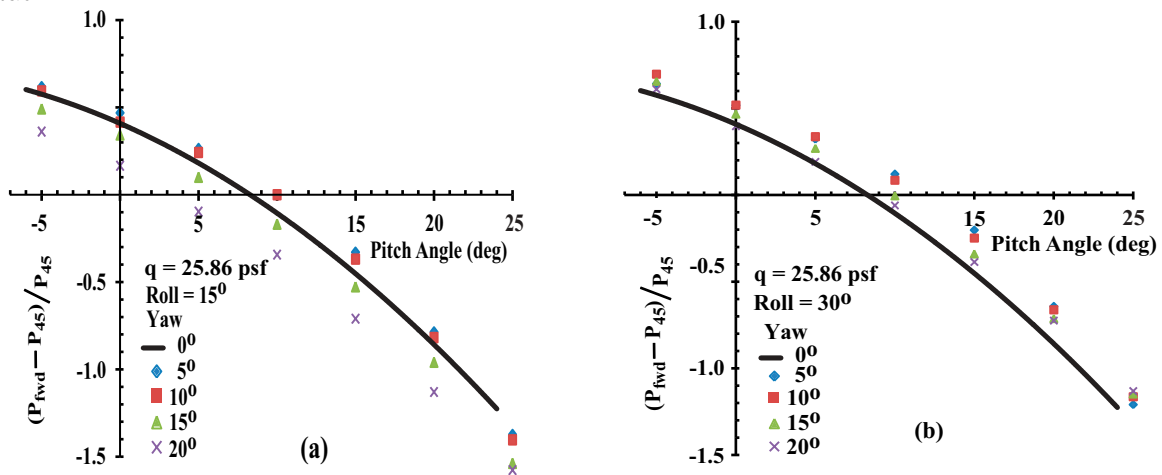 1.0
-5
5
10
15
20
25
-0.5
-1.0
-1.5
Pitch Angle (deg)
(P_fwd — P_45)/P_45
q = 25.86 psf
Roll = 15⁰
Yaw
0⁰
5⁰
10⁰
15⁰
20⁰
(a)
1.0
-5
5
10
15
20
25
-0.5
-1.0
-1.5
Pitch Angle (deg)
(P_fwd — P_45)/P_45
q = 25.86 psf
Roll = 30⁰
Yaw
0⁰
5⁰
10⁰
15⁰
20⁰
(b)